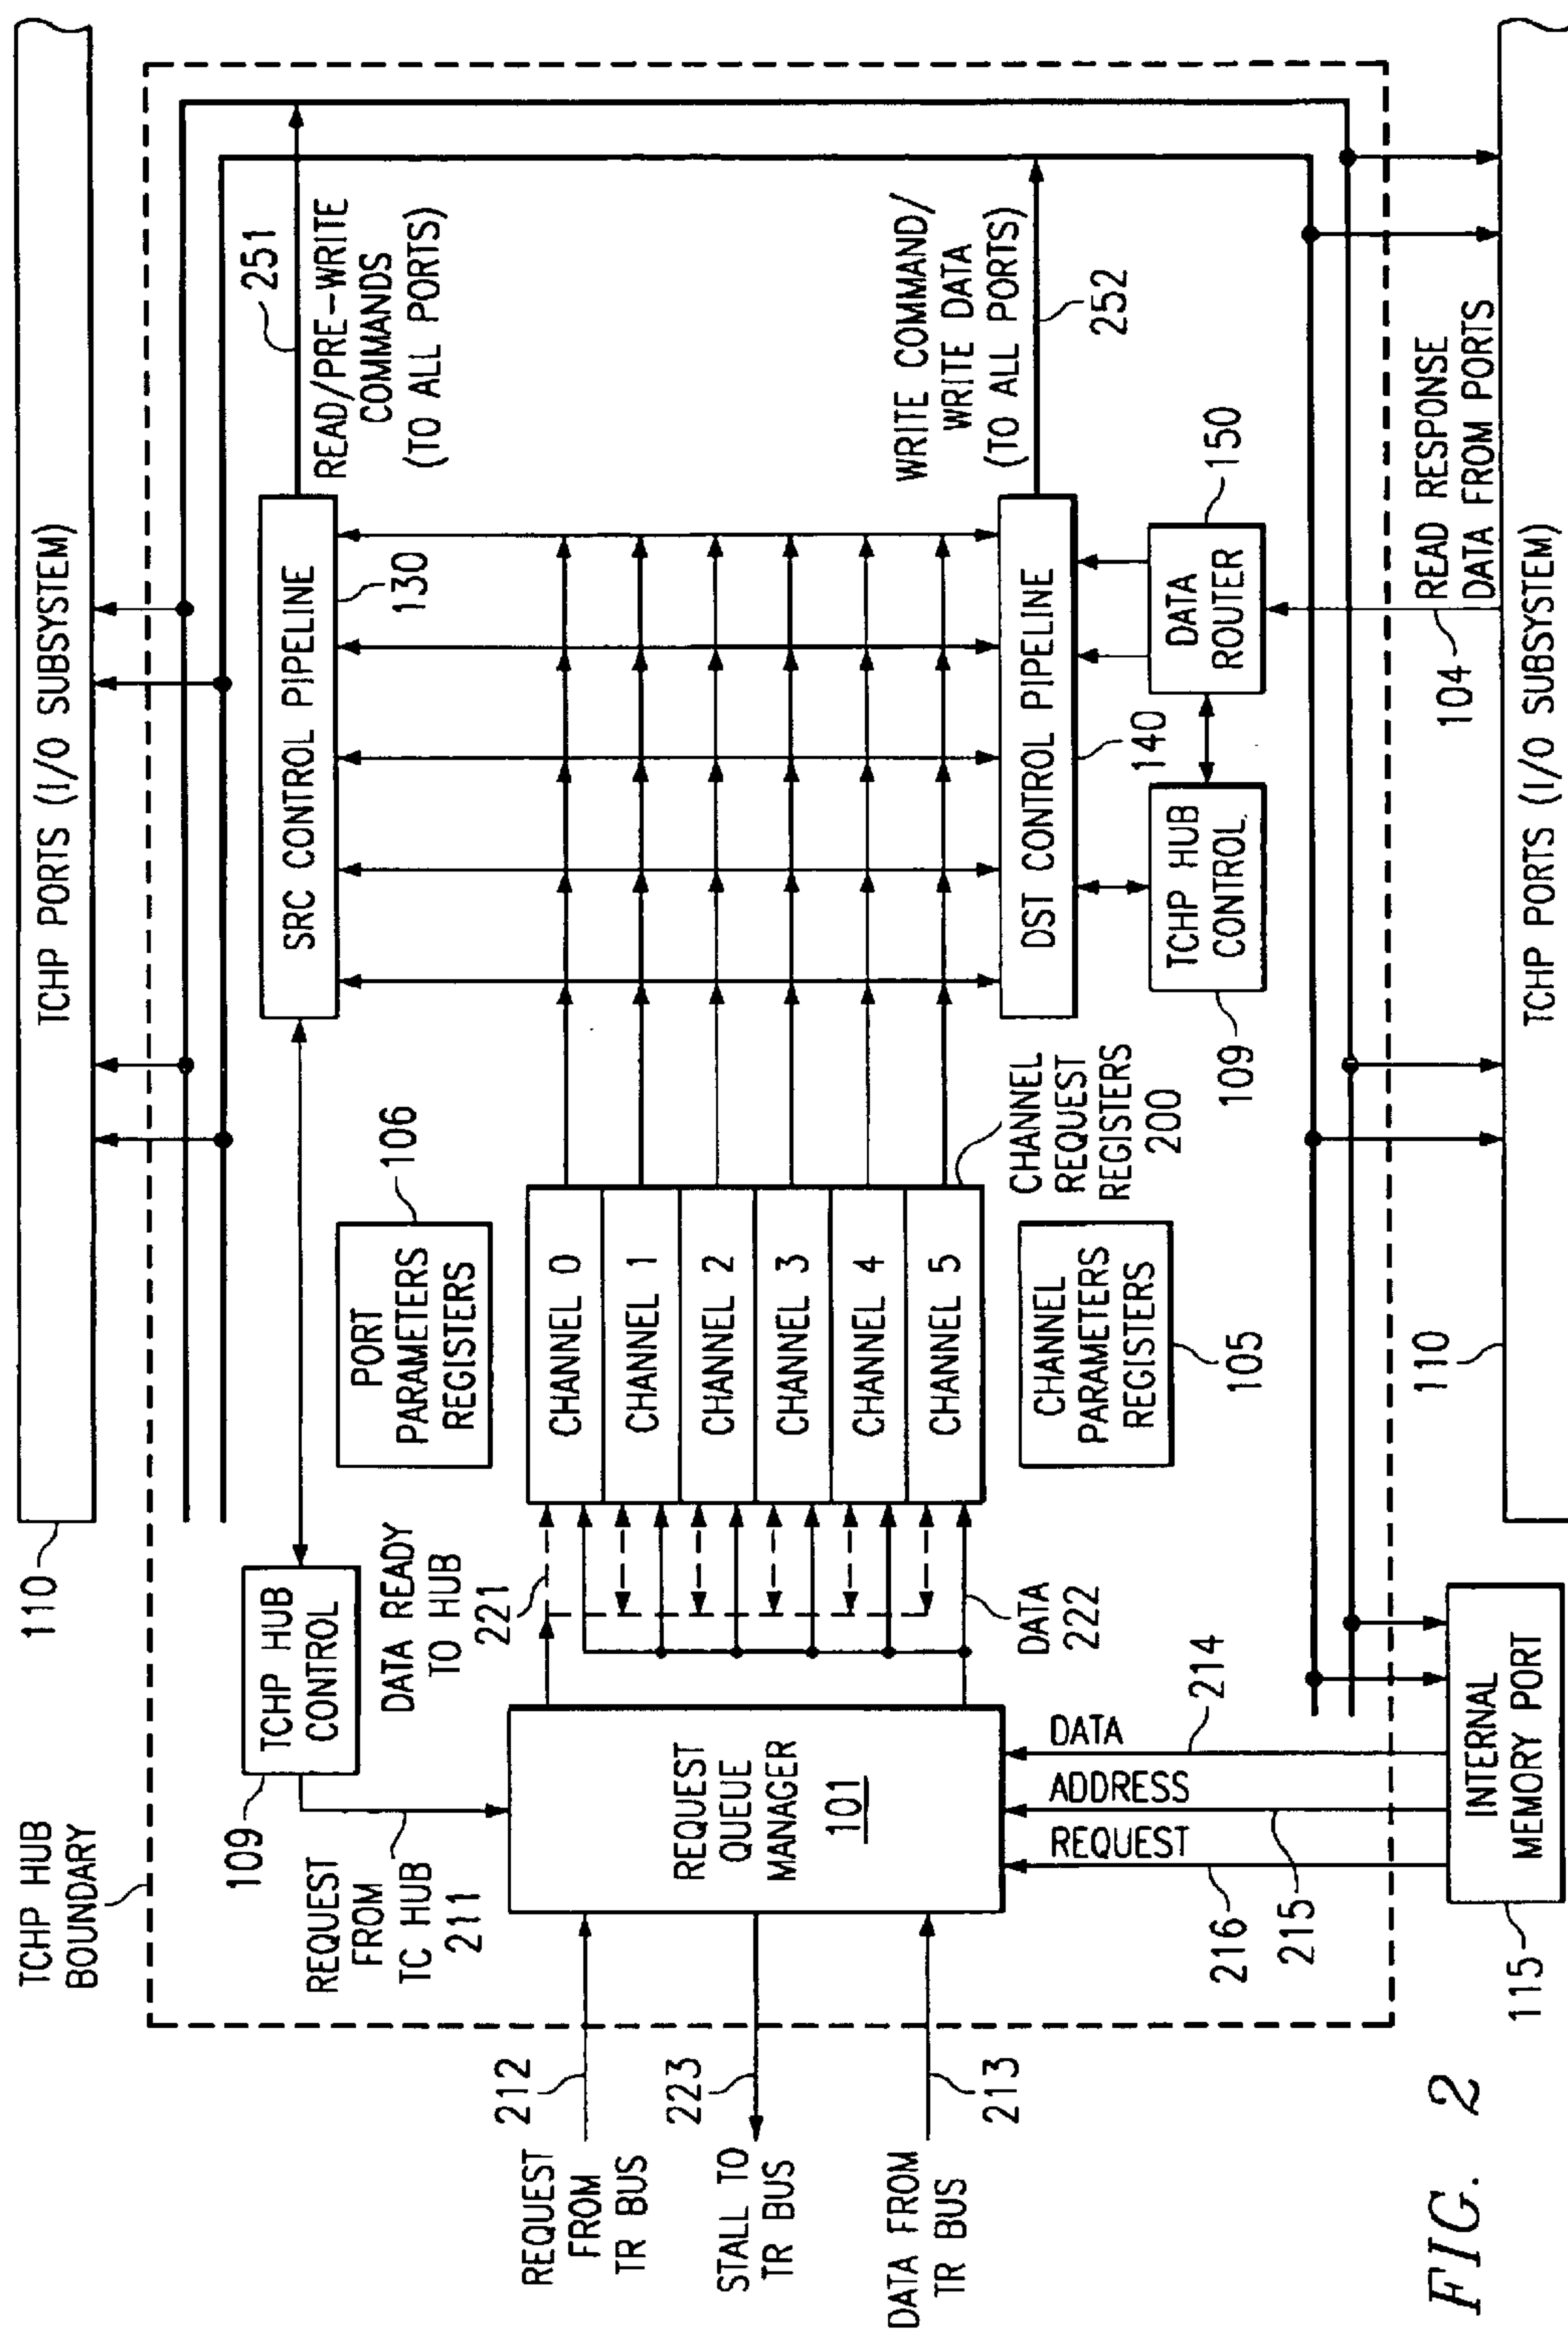 TCHP HUB
BOUNDARY
110
TCHP PORTS (I/O SUBSYSTEM)
109
TCHP HUB
CONTROL
REQUEST
FROM
TC HUB
211
DATA READY
TO HUB
221
PORT
PARAMETERS
REGISTERS
106
SRC CONTROL PIPELINE
130
251
READ/PRE-WRITE
COMMANDS
(TO ALL PORTS)
REQUEST
FROM
TR BUS
212
STALL TO
TR BUS
223
DATA FROM
TR BUS
213
REQUEST
QUEUE
MANAGER
101
CHANNEL 0
CHANNEL 1
CHANNEL 2
CHANNEL 3
CHANNEL 4
CHANNEL 5
DATA
222
CHANNEL
REQUEST
REGISTERS
200
CHANNEL
PARAMETERS
REGISTERS
105
DST CONTROL PIPELINE
140
WRITE COMMAND/
WRITE DATA
(TO ALL PORTS)
252
TCHP HUB
CONTROL
109
DATA
ROUTER
150
DATA
214
ADDRESS
215
REQUEST
216
READ RESPONSE
DATA FROM PORTS
104
115
INTERNAL
MEMORY PORT
110
TCHP PORTS (I/O SUBSYSTEM)
FIG. 2